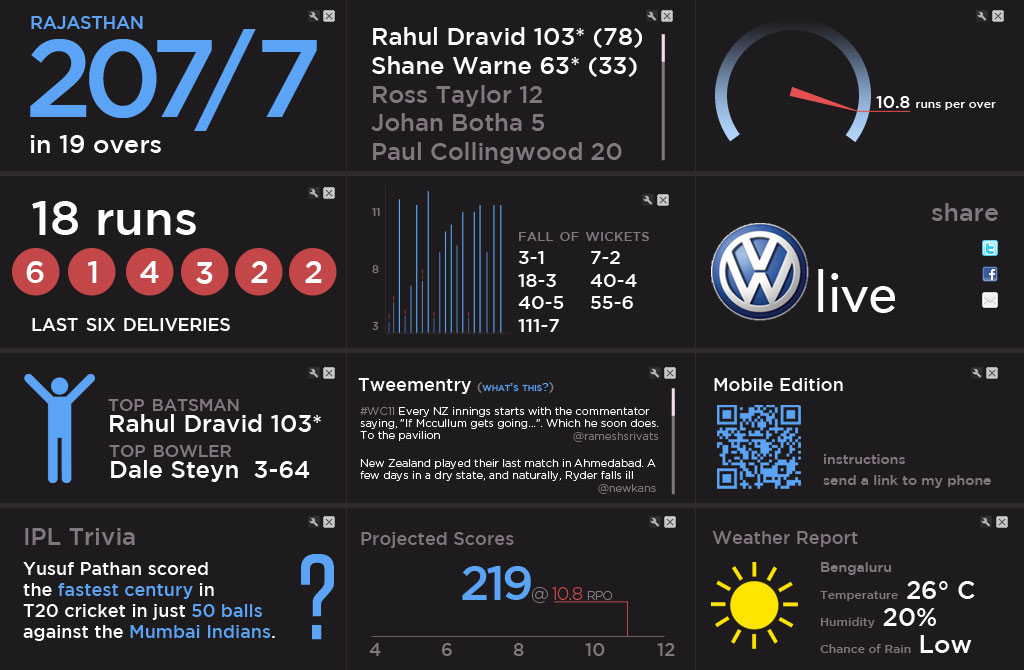 RAJASTHAN
207/7
in 19 overs
Rahul Dravid 103* (78)
Shane Warne 63* (33)
Ross Taylor 12
Johan Botha 5
Paul Collingwood 20
10.8 runs per over
18 runs
6 1 4 3 2 2
LAST SIX DELIVERIES
11
8
3
FALL OF WICKETS
3-1 7-2
18-3 40-4
40-5 55-6
111-7
share
VW live
TOP BATSMAN
Rahul Dravid 103*
TOP BOWLER
Dale Steyn 3-64
Tweementry (WHAT'S THIS?)
#WC11 Every NZ innings starts with the commentator
saying, "If Mccullum gets going...". Which he soon does.
To the pavilion @rameshsrivats
New Zealand played their last match in Ahmedabad. A
few days in a dry state, and naturally, Ryder falls ill
@newkans
Mobile Edition
instructions
send a link to my phone
IPL Trivia
Yusuf Pathan scored
the fastest century in
T20 cricket in just 50 balls
against the Mumbai Indians.
?
Projected Scores
219@ 10.8 RPO
4 6 8 10 12
Weather Report
Bengaluru
Temperature 26° C
Humidity 20%
Chance of Rain Low